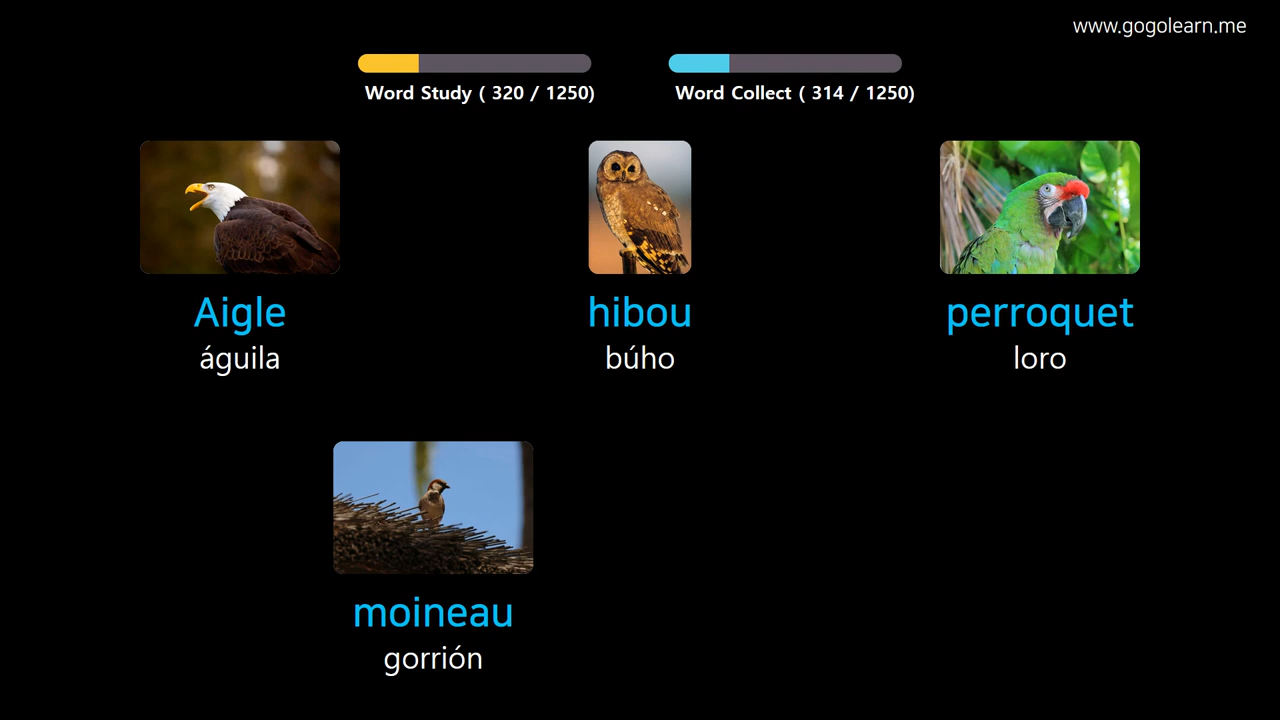 www.gogolearn.me
Word Study ( 320 / 1250)
Word Collect ( 314 / 1250)
Aigle
águila
hibou
búho
perroquet
loro
moineau
gorrión